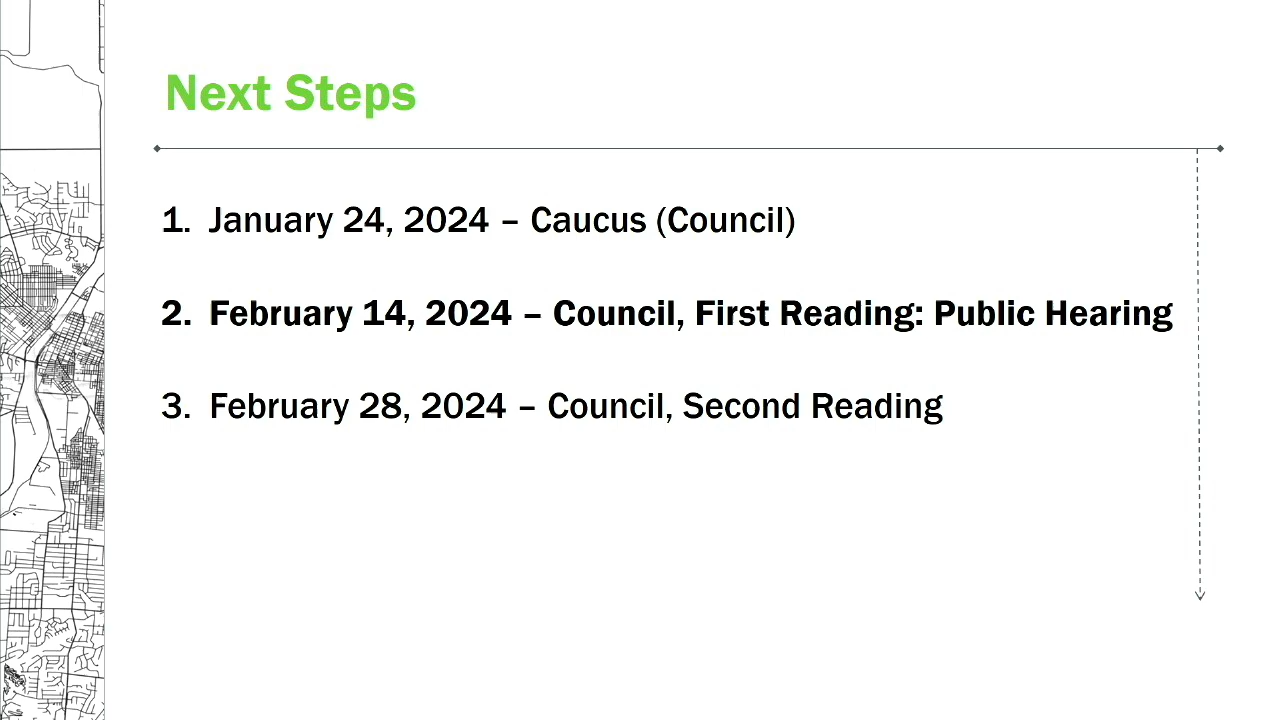 Next Steps
1. January 24, 2024 – Caucus (Council)
2. February 14, 2024 – Council, First Reading: Public Hearing
3. February 28, 2024 – Council, Second Reading